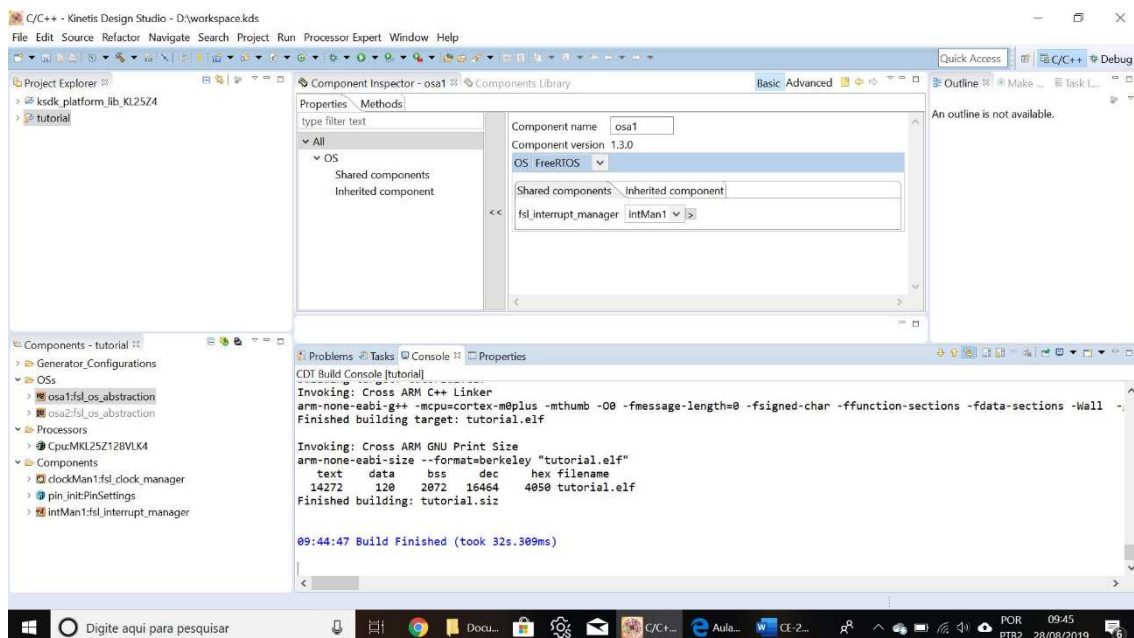 C/C++ - Kinetis Design Studio - D:\workspace.kds
File Edit Source Refactor Navigate Search Project Run Processor Expert Window Help
Quick Access C/C++ Debug
Project Explorer
ksdk_platform_lib_KL25Z4
tutorial
Component Inspector - osa1 Components Library Basic Advanced
Properties Methods
type filter text
All
OS
Shared components
Inherited component
<<
Component name osa1
Component version 1.3.0
OS FreeRTOS
Shared components Inherited component
fsl_interrupt_manager intMan1 >
Outline Make ... Task L...
An outline is not available.
Components - tutorial
Generator_Configurations
OSs
osa1:fsl_os_abstraction
osa2:fsl_os_abstraction
Processors
Cpu:MKL25Z128VLK4
Components
clockMan1:fsl_clock_manager
pin_init:PinSettings
intMan1:fsl_interrupt_manager
Problems Tasks Console Properties
CDT Build Console [tutorial]
Invoking: Cross ARM C++ Linker
arm-none-eabi-g++ -mcpu=cortex-m0plus -mthumb -O0 -fmessage-length=0 -fsigned-char -ffunction-sections -fdata-sections -Wall
Finished building target: tutorial.elf
Invoking: Cross ARM GNU Print Size
arm-none-eabi-size --format=berkeley "tutorial.elf"
text data bss dec hex filename
14272 120 2072 16464 4050 tutorial.elf
Finished building: tutorial.siz
09:44:47 Build Finished (took 32s.309ms)
Digite aqui para pesquisar
Docu...
C/C+...
Aula...
CE-2...
POR
PTB2
09:45
28/08/2019
6